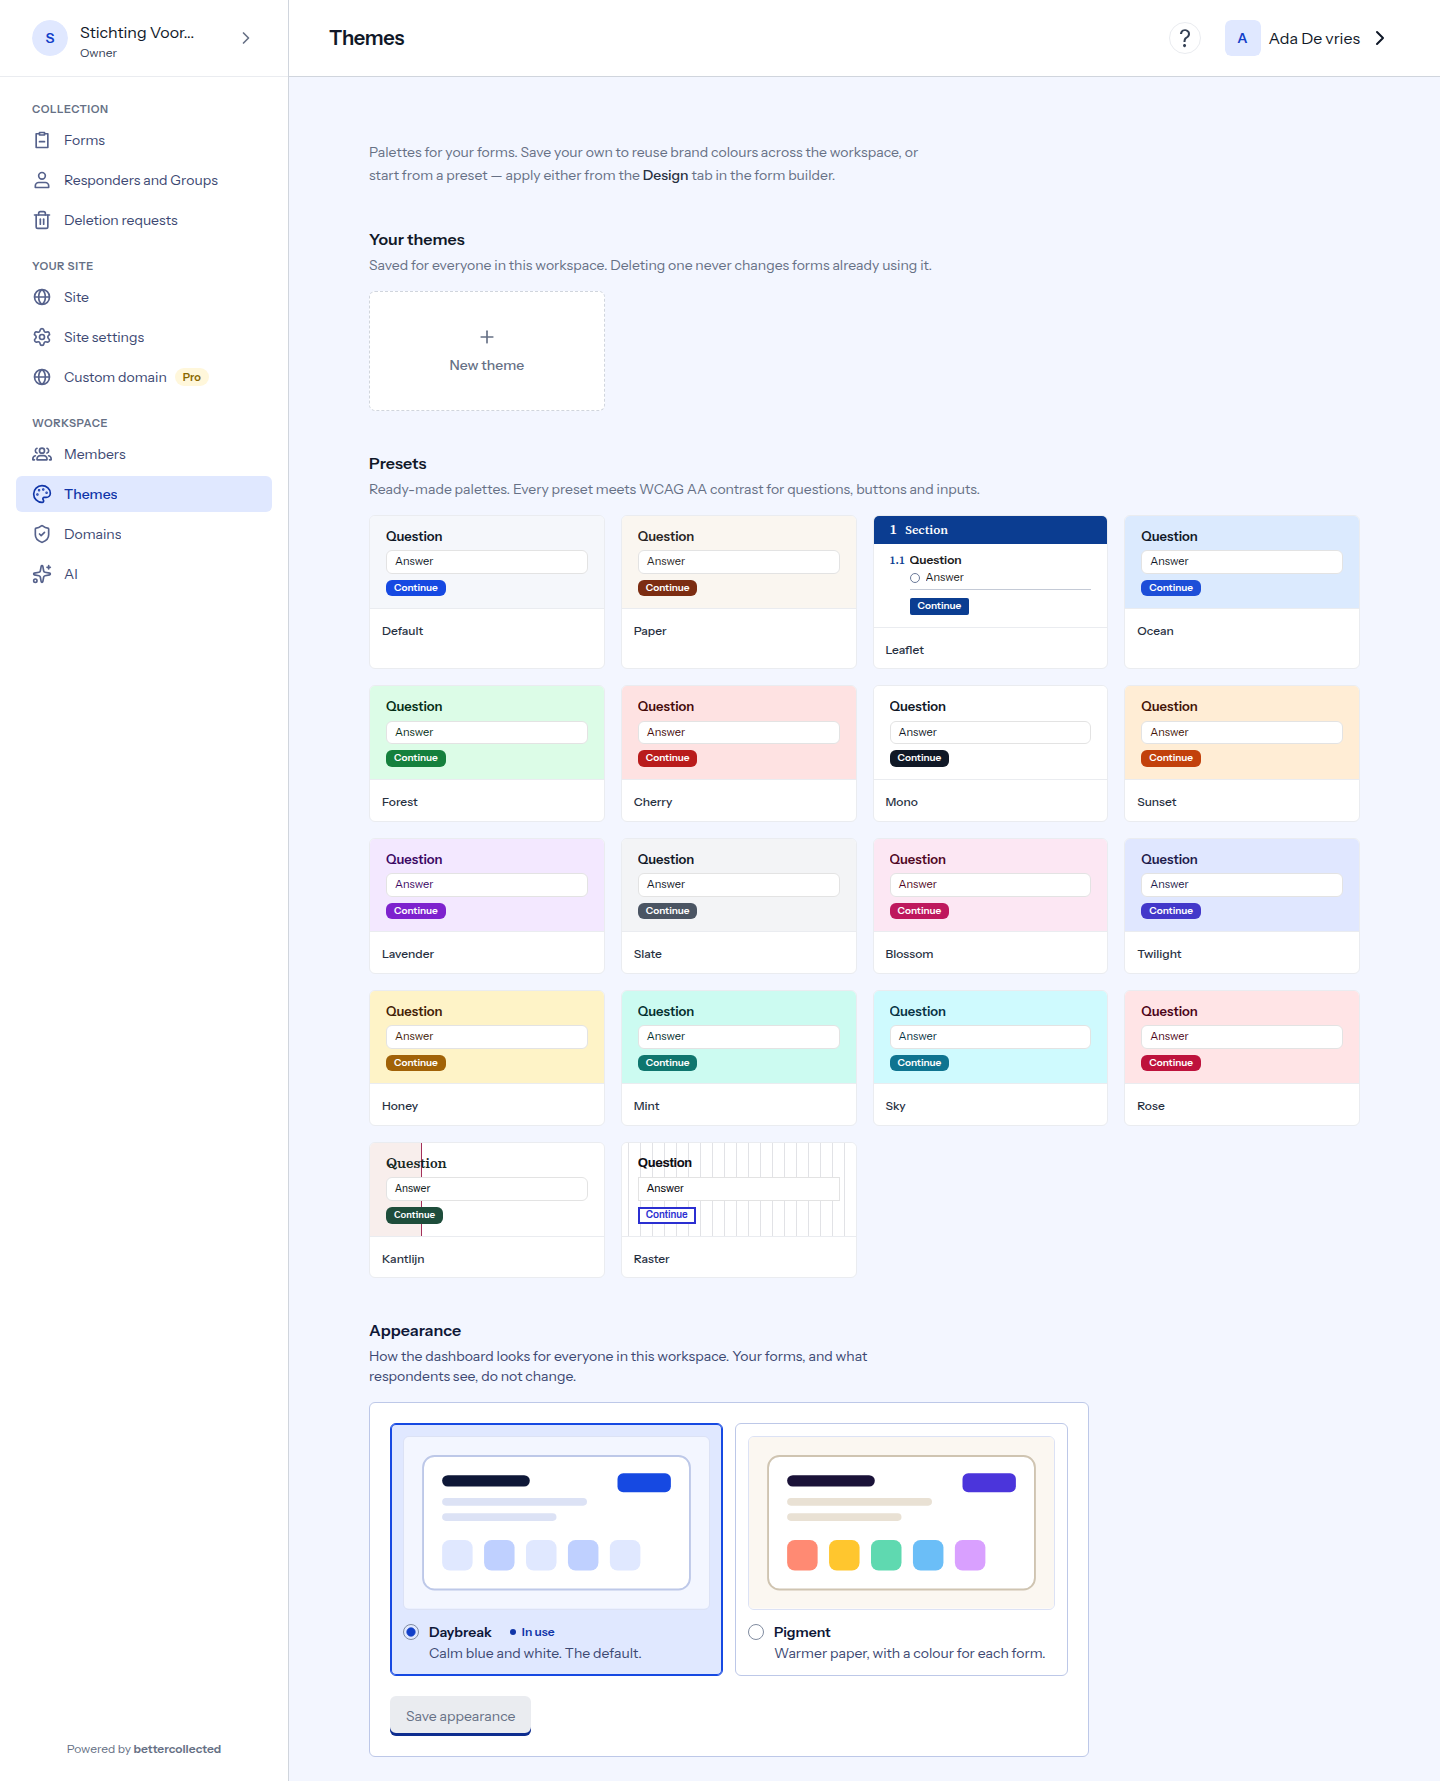 S
Stichting Voor...
Owner
Themes
?
A
Ada De vries
COLLECTION
Forms
Responders and Groups
Deletion requests
YOUR SITE
Site
Site settings
Custom domain Pro
WORKSPACE
Members
Themes
Domains
AI
Powered by bettercollected
Palettes for your forms. Save your own to reuse brand colours across the workspace, or
start from a preset — apply either from the Design tab in the form builder.
Your themes
Saved for everyone in this workspace. Deleting one never changes forms already using it.
New theme
Presets
Ready-made palettes. Every preset meets WCAG AA contrast for questions, buttons and inputs.
Question
Answer
Continue
Default
Question
Answer
Continue
Paper
1 Section
1.1 Question
Answer
Continue
Leaflet
Question
Answer
Continue
Ocean
Question
Answer
Continue
Forest
Question
Answer
Continue
Cherry
Question
Answer
Continue
Mono
Question
Answer
Continue
Sunset
Question
Answer
Continue
Lavender
Question
Answer
Continue
Slate
Question
Answer
Continue
Blossom
Question
Answer
Continue
Twilight
Question
Answer
Continue
Honey
Question
Answer
Continue
Mint
Question
Answer
Continue
Sky
Question
Answer
Continue
Rose
Question
Answer
Continue
Kantlijn
Question
Answer
Continue
Raster
Appearance
How the dashboard looks for everyone in this workspace. Your forms, and what
respondents see, do not change.
Daybreak In use
Calm blue and white. The default.
Pigment
Warmer paper, with a colour for each form.
Save appearance